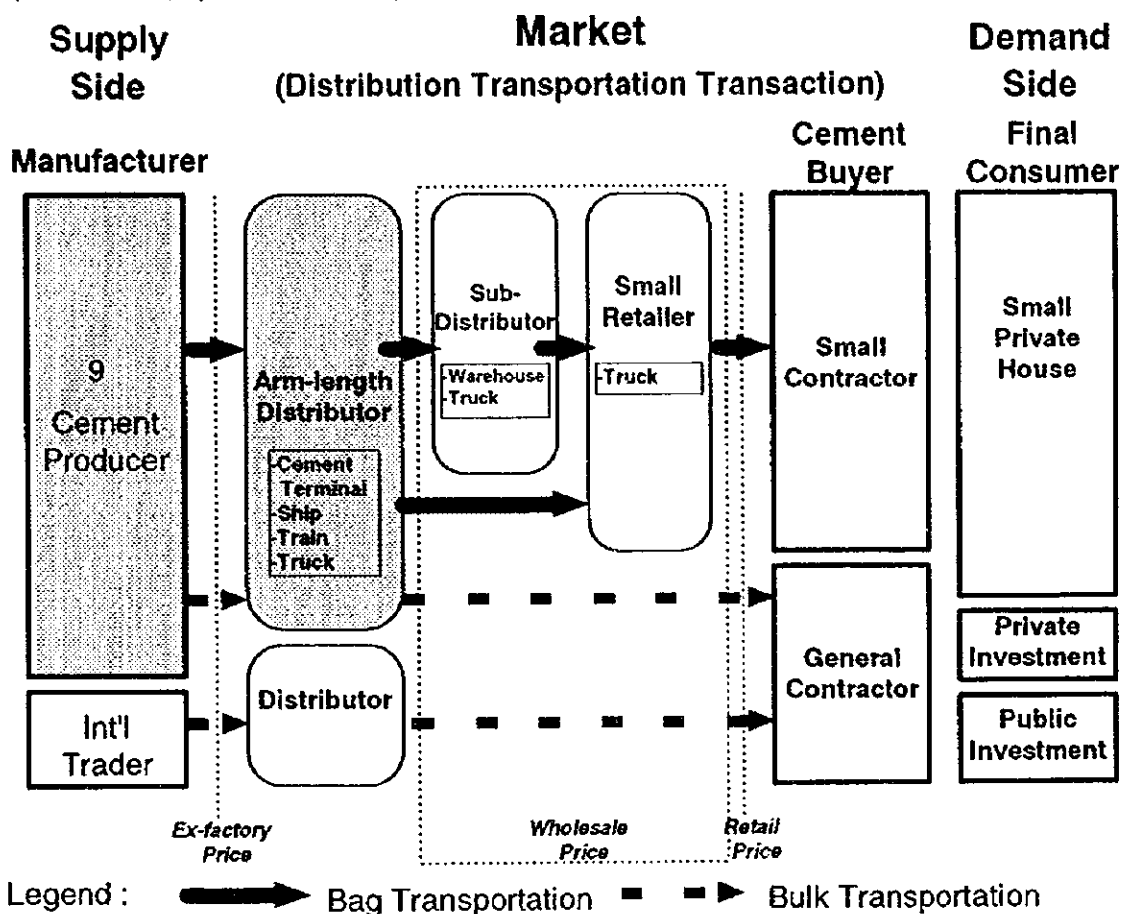 Supply
Side
Market
(Distribution Transportation Transaction)
Demand
Side
Manufacturer
Cement
Buyer
Final
Consumer
9
Cement
Producer
Arm-length
Distributor
-Cement
Terminal
-Ship
-Train
-Truck
Sub-
Distributor
-Warehouse
-Truck
Small
Retailer
-Truck
Small
Contractor
Small
Private
House
General
Contractor
Private
Investment
Public
Investment
Int'l
Trader
Distributor
Ex-factory
Price
Wholesale
Price
Retail
Price
Legend :
Bag Transportation
Bulk Transportation